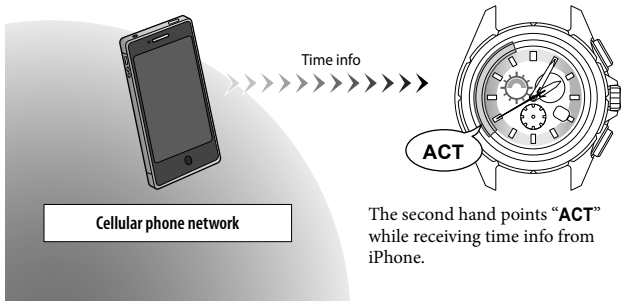 Time info
ACT
Cellular phone network
The second hand points “ACT”
while receiving time info from
iPhone.